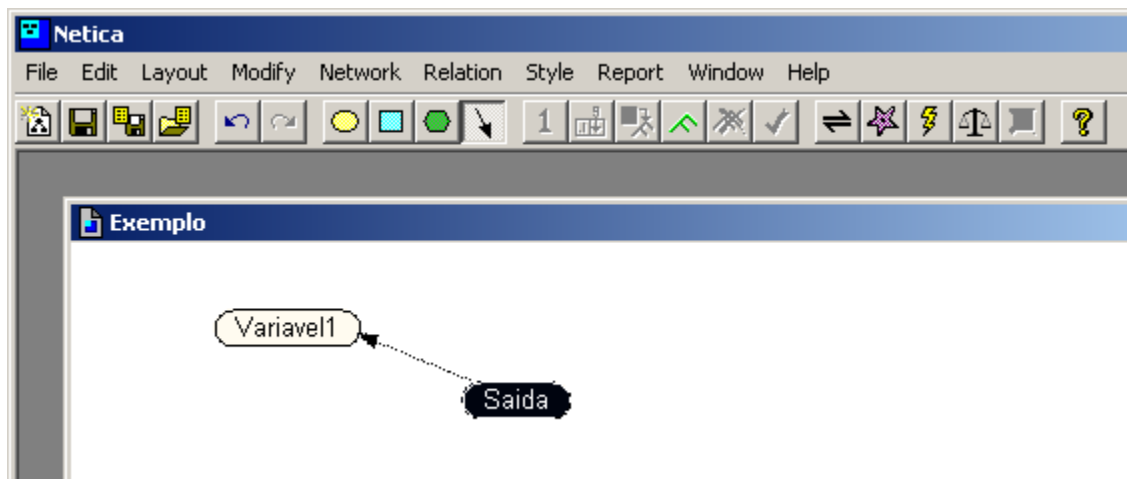 Netica
File Edit Layout Modify Network Relation Style Report Window Help
1 ?
Exemplo
Variavel1
Saida